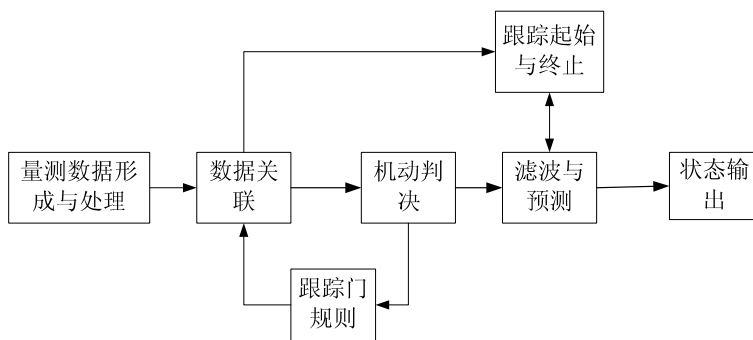 跟踪起始
与终止
量测数据形
成与处理
数据关
联
机动判
决
滤波与
预测
状态输
出
跟踪门
规则